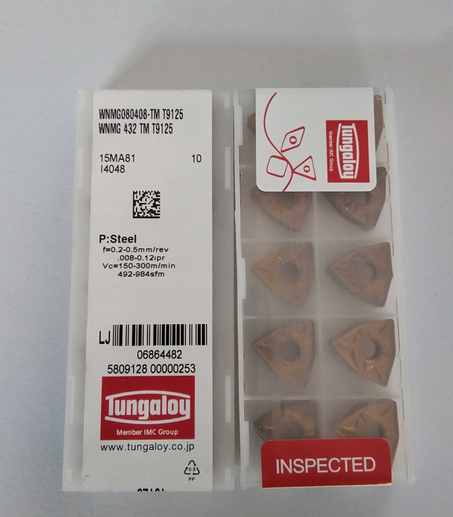 WNMG080408-TM T9125
WNMG 432 TM T9125
15MA81 10
I4048
P:Steel
f=0.2-0.5mm/rev
.008-0.12ipr
Vc=150-300m/min
492-984sfm
LJ
06864482
5809128 00000253
Tungaloy
Member IMC Group
www.tungaloy.co.jp
PP
Tungaloy
Member IMC Group
INSPECTED